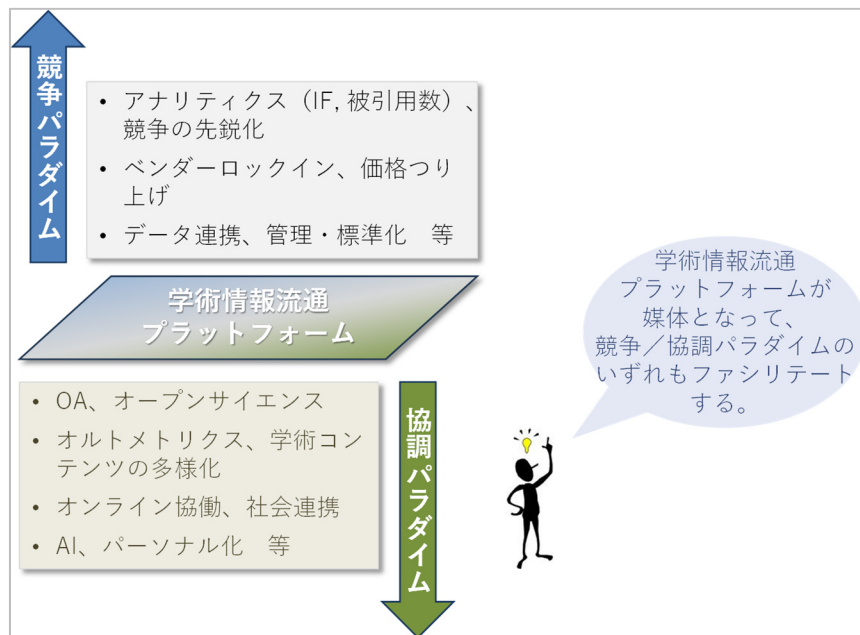 競争パラダイム
• アナリティクス（IF, 被引用数）、
競争の先鋭化
• ベンダーロックイン、価格つり
上げ
• データ連携、管理・標準化　等
学術情報流通
プラットフォーム
学術情報流通
プラットフォームが
媒体となって、
競争／協調パラダイムの
いずれもファシリテート
する。
• OA、オープンサイエンス
• オルトメトリクス、学術コン
テンツの多様化
• オンライン協働、社会連携
• AI、パーソナル化　等
協調パラダイム